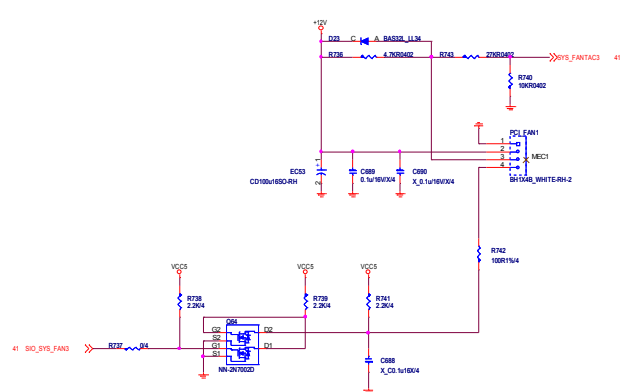 +12V
D23 C A BAS32L_LL34
R736 4.7KR0402 R743 27KR0402
SYS_FANTAC3 41
R740
10KR0402
PCI_FAN1
1
2
3
4
MEC1
BH1X4B_WHITE-RH-2
EC53
CD100u16SO-RH
1
+
2
C689
0.1u/16V/X/4
C690
X_0.1u/16V/X/4
R742
100R1%/4
VCC5
VCC5
VCC5
R738
2.2K/4
R739
2.2K/4
R741
2.2K/4
Q64
G2 D2
S2
G1 D1
S1
NN-2N7002D
41 SIO_SYS_FAN3
R737 0/4
C688
X_C0.1u16X/4